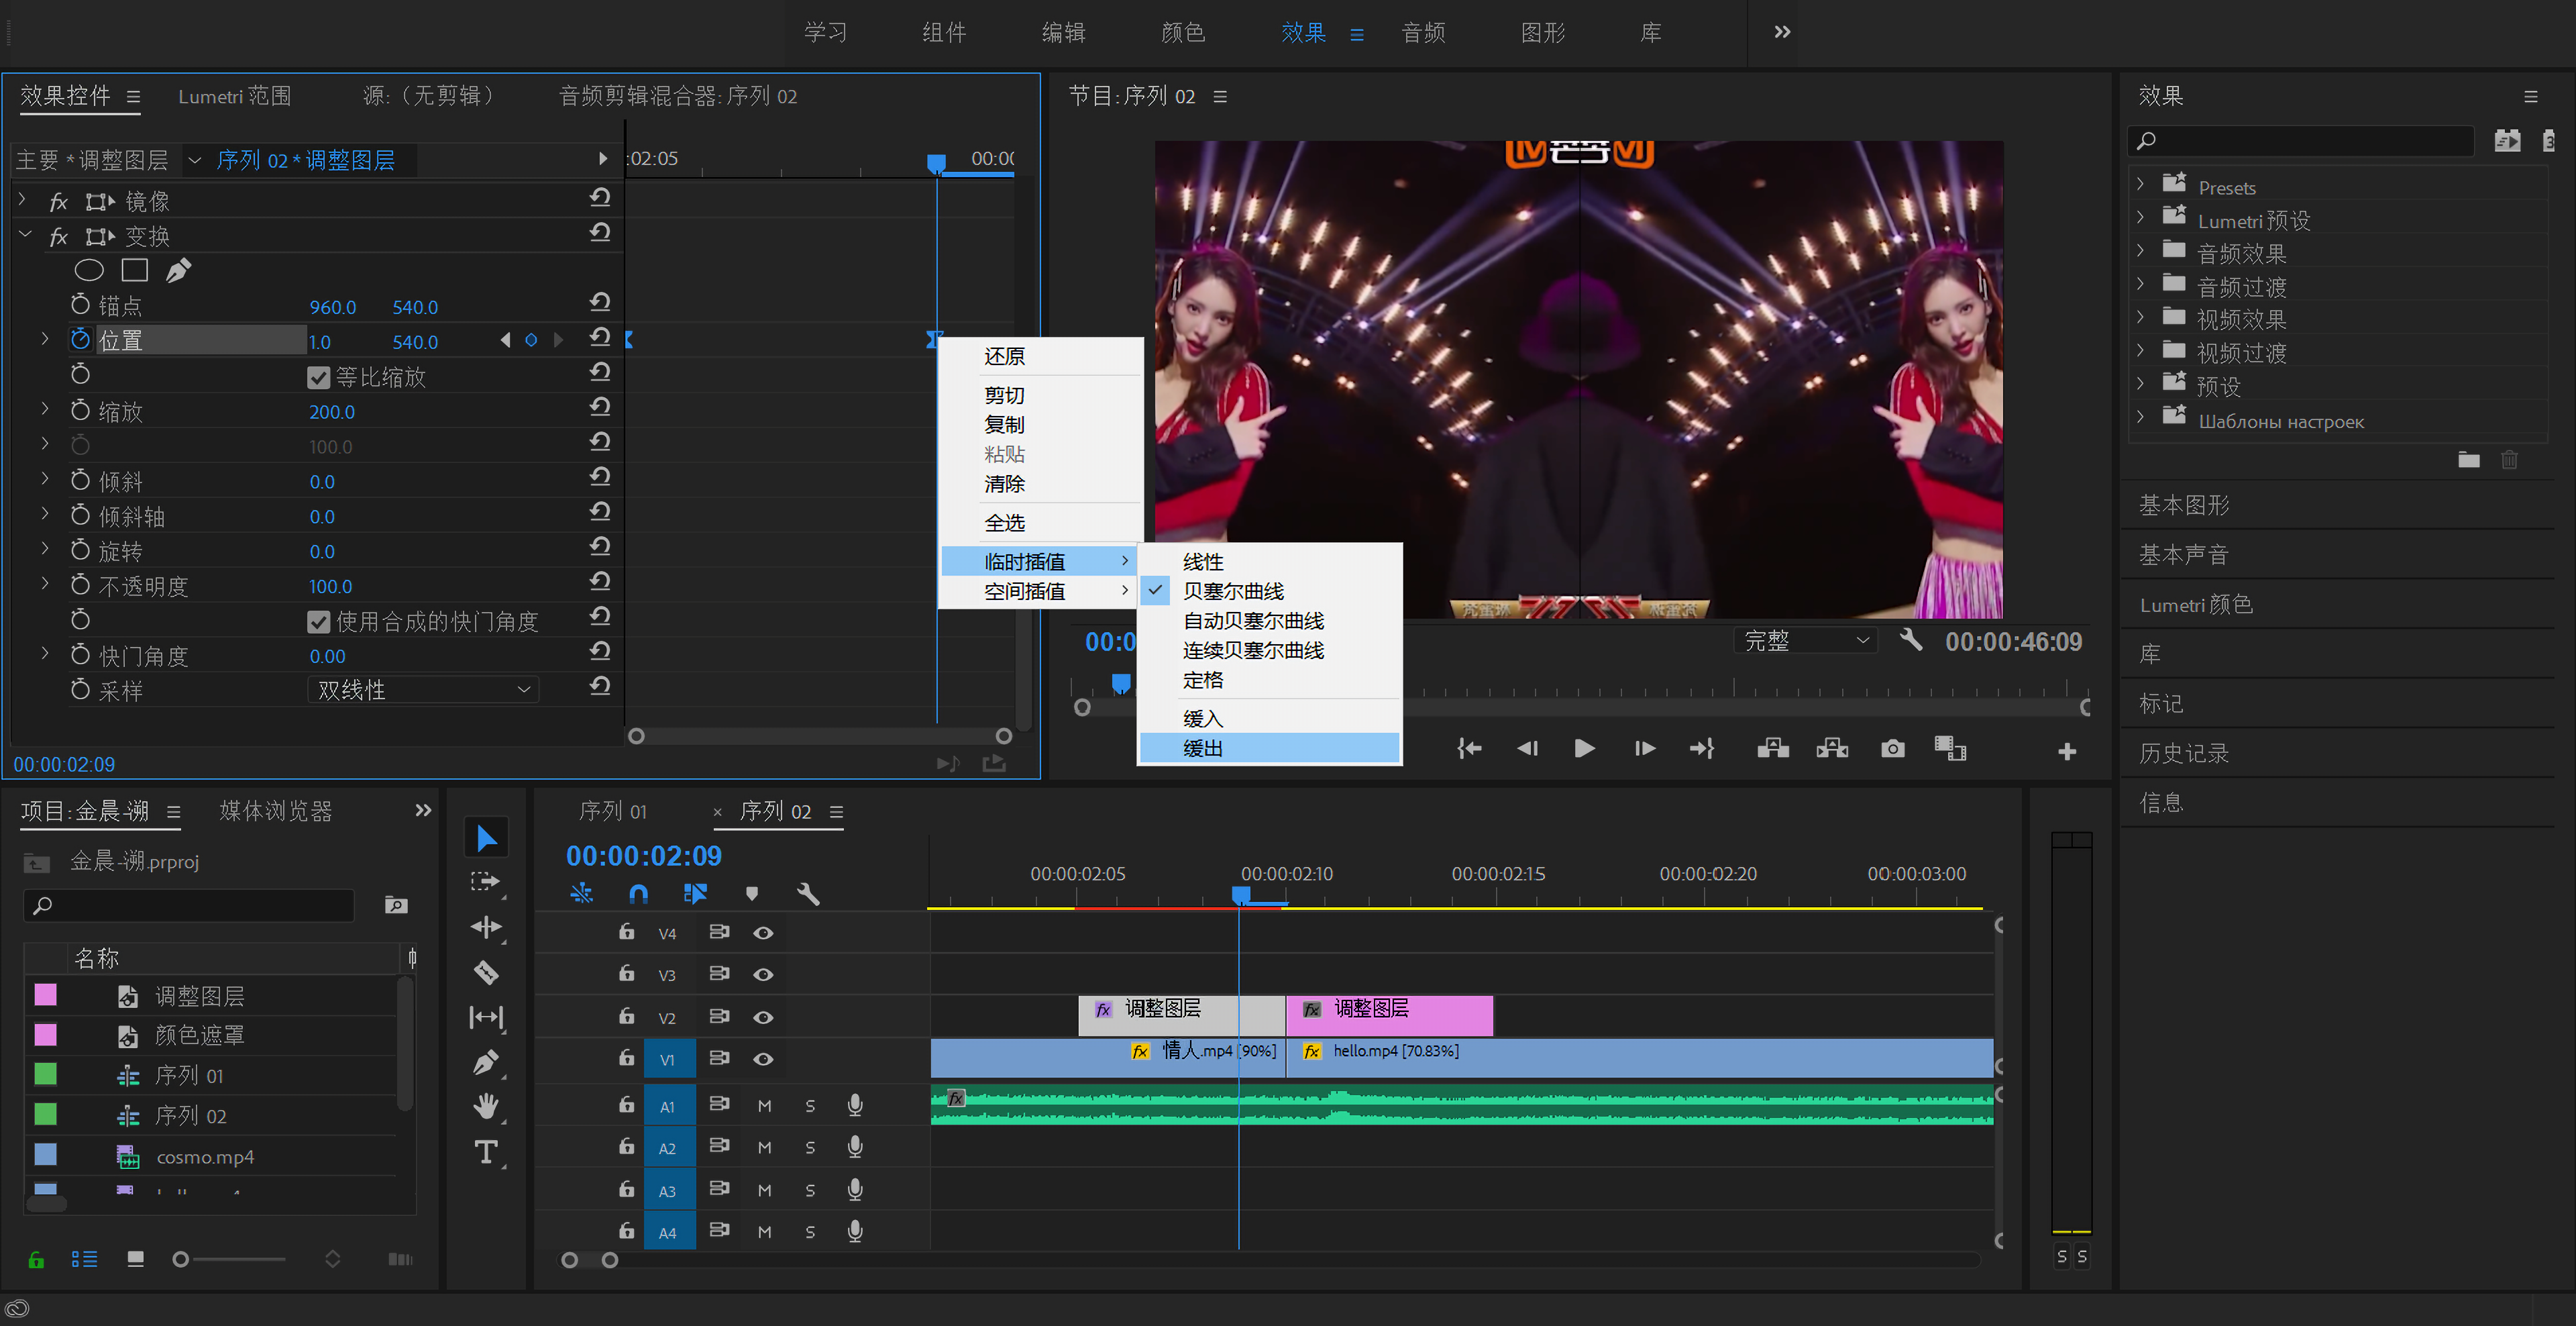 学习 组件 编辑 颜色 效果 音频 图形 库
效果控件 Lumetri 范围 源:（无剪辑） 音频剪辑混合器: 序列 02
主要 * 调整图层 序列 02 * 调整图层
:02:05 00:0(
fx 镜像
fx 变换
锚点 960.0 540.0
位置 1.0 540.0
等比缩放
缩放 200.0
100.0
倾斜 0.0
倾斜轴 0.0
旋转 0.0
不透明度 100.0
使用合成的快门角度
快门角度 0.00
采样 双线性
00:00:02:09
还原
剪切
复制
粘贴
清除
全选
临时插值
空间插值
线性
贝塞尔曲线
自动贝塞尔曲线
连续贝塞尔曲线
定格
缓入
缓出
节目: 序列 02
00:0
完整 00:00:46:09
效果
Presets
Lumetri 预设
音频效果
音频过渡
视频效果
视频过渡
预设
Шаблоны настроек
基本图形
基本声音
Lumetri 颜色
库
标记
历史记录
信息
项目: 金晨-溯 媒体浏览器
金晨-溯.prproj
名称
调整图层
颜色遮罩
序列 01
序列 02
cosmo.mp4
序列 01 × 序列 02
00:00:02:09
00:00:02:05 00:00:02:10 00:00:02:15 00:00:02:20 00:00:03:00
V4
V3
V2 fx 调整图层 fx 调整图层
V1 fx 情人.mp4 [90%] fx hello.mp4 [70.83%]
A1 M S fx
A2 M S
A3 M S
A4 M S
S S